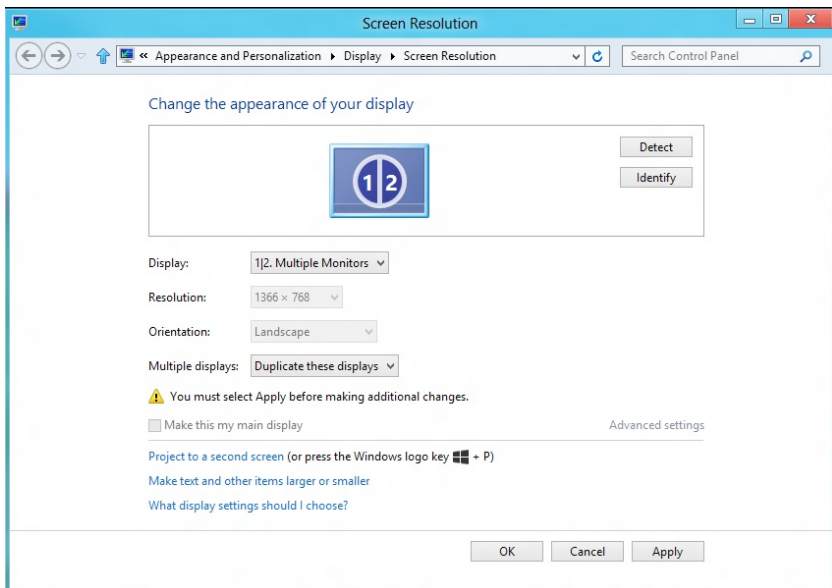 Screen Resolution
« Appearance and Personalization ▸ Display ▸ Screen Resolution
Search Control Panel
Change the appearance of your display
1|2
Detect
Identify
Display: 1|2. Multiple Monitors
Resolution: 1366 × 768
Orientation: Landscape
Multiple displays: Duplicate these displays
You must select Apply before making additional changes.
Make this my main display
Advanced settings
Project to a second screen (or press the Windows logo key + P)
Make text and other items larger or smaller
What display settings should I choose?
OK Cancel Apply